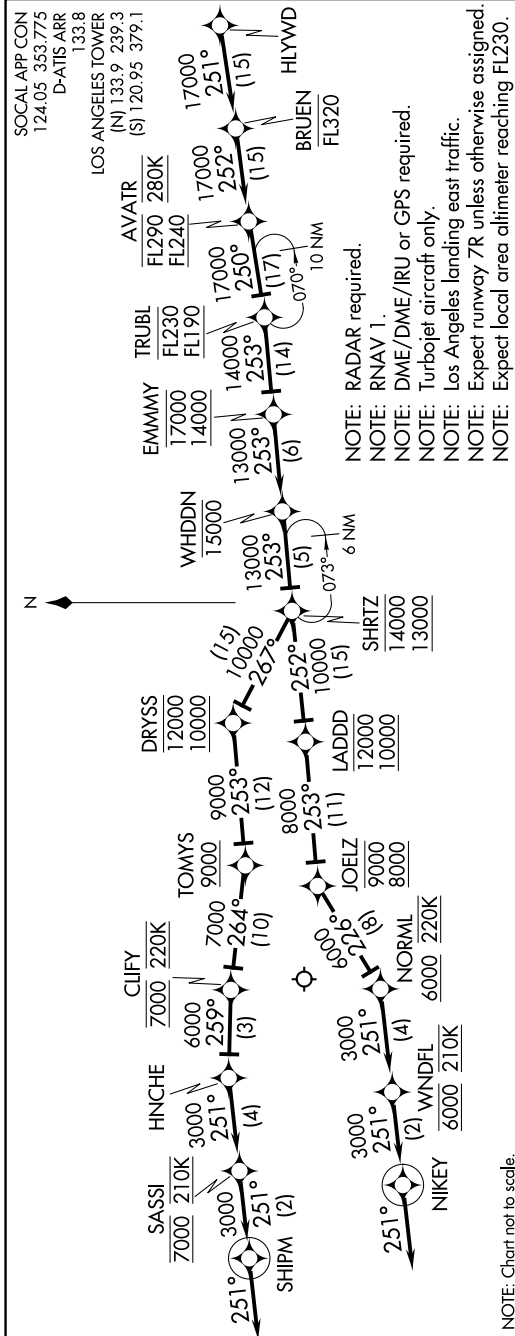 SOCAL APP CON
124.05 353.775
D-ATIS ARR
133.8
LOS ANGELES TOWER
(N) 133.9 239.3
(S) 120.95 379.1
HLYWD
17000
251°
(15)
BRUEN
FL320
17000
252°
(15)
AVATR
FL290 280K
FL240
17000
250°
(17)
070°
10 NM
TRUBL
FL230
FL190
14000
253°
(14)
EMMMY
17000
14000
13000
253°
(6)
WHDDN
15000
13000
253°
(5)
073°
6 NM
SHRTZ
14000
13000
N
(15)
10000
267°
DRYSS
12000
10000
9000
253°
(12)
TOMYS
9000
7000
264°
(10)
CLIFY
7000 220K
6000
259°
(3)
HNCHE
3000
251°
(4)
SASSI
7000 210K
3000
251°
(2)
SHIPM
251°
252°
10000
(15)
LADDD
12000
10000
8000
253°
(11)
JOELZ
9000
8000
6000
226°
(8)
NORML
6000 220K
3000
251°
(4)
WNDFL
6000 210K
3000
251°
(2)
NIKEY
251°
NOTE: RADAR required.
NOTE: RNAV 1.
NOTE: DME/DME/IRU or GPS required.
NOTE: Turbojet aircraft only.
NOTE: Los Angeles landing east traffic.
NOTE: Expect runway 7R unless otherwise assigned.
NOTE: Expect local area altimeter reaching FL230.
NOTE: Chart not to scale.